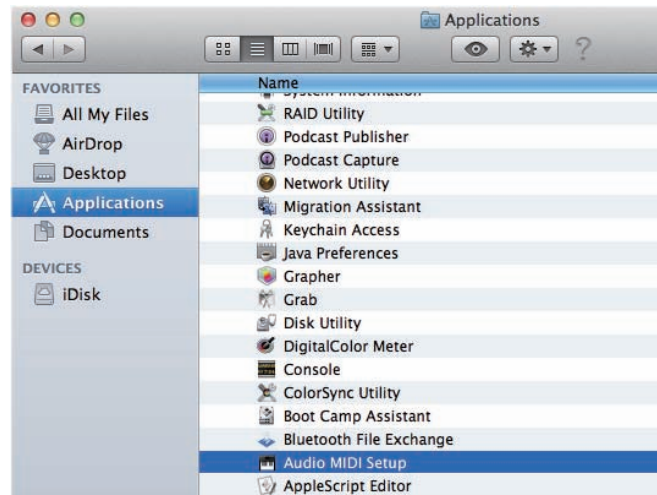 Applications
?
FAVORITES
All My Files
AirDrop
Desktop
Applications
Documents
DEVICES
iDisk
Name
System Information
RAID Utility
Podcast Publisher
Podcast Capture
Network Utility
Migration Assistant
Keychain Access
Java Preferences
Grapher
Grab
Disk Utility
DigitalColor Meter
Console
ColorSync Utility
Boot Camp Assistant
Bluetooth File Exchange
Audio MIDI Setup
AppleScript Editor